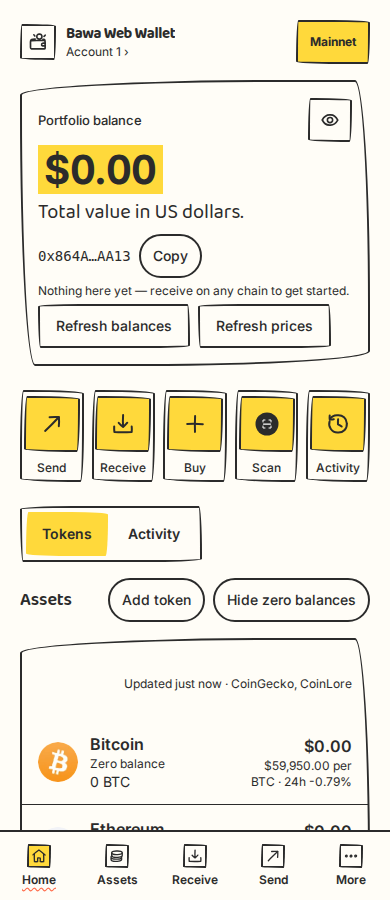 Bawa Web Wallet
Account 1 ›
Mainnet
Portfolio balance
$0.00
Total value in US dollars.
0x864A…AA13
Copy
Nothing here yet — receive on any chain to get started.
Refresh balances
Refresh prices
Send
Receive
Buy
Scan
Activity
Tokens
Activity
Assets
Add token
Hide zero balances
Updated just now · CoinGecko, CoinLore
Bitcoin
$0.00
Zero balance
$59,950.00 per
0 BTC
BTC · 24h -0.79%
Ethereum
$0.00
Home
Assets
Receive
Send
More